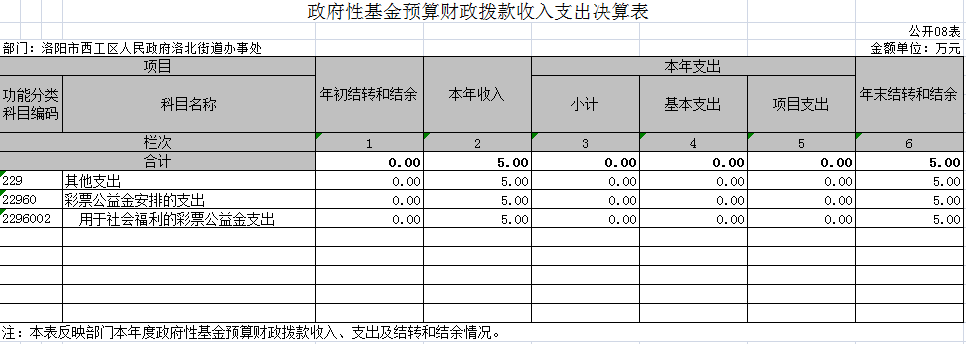 政府性基金预算财政拨款收入支出决算表
公开08表
部门：洛阳市西工区人民政府洛北街道办事处 金额单位：万元
项目 年初结转和结余 本年收入 本年支出 年末结转和结余
功能分类科目编码 科目名称 小计 基本支出 项目支出
栏次 1 2 3 4 5 6
合计 0.00 5.00 0.00 0.00 0.00 5.00
229 其他支出 0.00 5.00 0.00 0.00 0.00 5.00
22960 彩票公益金安排的支出 0.00 5.00 0.00 0.00 0.00 5.00
2296002 用于社会福利的彩票公益金支出 0.00 5.00 0.00 0.00 0.00 5.00
注：本表反映部门本年度政府性基金预算财政拨款收入、支出及结转和结余情况。